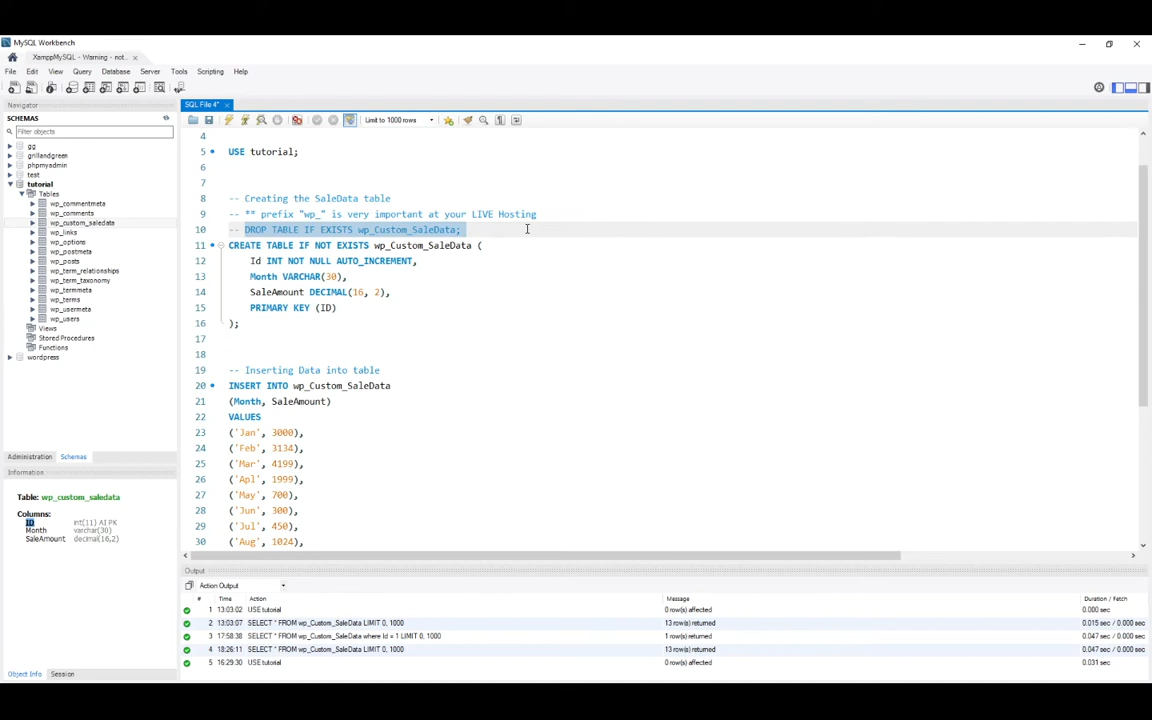 MySQL Workbench
XamppMySQL - Warning - not...
File Edit View Query Database Server Tools Scripting Help
Navigator
SCHEMAS
Filter objects
gg
grillandgreen
phpmyadmin
test
tutorial
Tables
wp_commentmeta
wp_comments
wp_custom_saledata
wp_links
wp_options
wp_postmeta
wp_posts
wp_term_relationships
wp_term_taxonomy
wp_termmeta
wp_terms
wp_usermeta
wp_users
Views
Stored Procedures
Functions
wordpress
Administration Schemas
Information
Table: wp_custom_saledata
Columns:
ID int(11) AI PK
Month varchar(30)
SaleAmount decimal(16,2)
Object Info Session
SQL File 4*
Limit to 1000 rows
4
5 USE tutorial;
6
7
8 -- Creating the SaleData table
9 -- ** prefix "wp_" is very important at your LIVE Hosting
10 -- DROP TABLE IF EXISTS wp_Custom_SaleData;
11 CREATE TABLE IF NOT EXISTS wp_Custom_SaleData (
12 Id INT NOT NULL AUTO_INCREMENT,
13 Month VARCHAR(30),
14 SaleAmount DECIMAL(16, 2),
15 PRIMARY KEY (ID)
16 );
17
18
19 -- Inserting Data into table
20 INSERT INTO wp_Custom_SaleData
21 (Month, SaleAmount)
22 VALUES
23 ('Jan', 3000),
24 ('Feb', 3134),
25 ('Mar', 4199),
26 ('Apl', 1999),
27 ('May', 700),
28 ('Jun', 300),
29 ('Jul', 450),
30 ('Aug', 1024),
Output
Action Output
# Time Action Message Duration / Fetch
1 13:03:02 USE tutorial 0 row(s) affected 0.000 sec
2 13:03:07 SELECT * FROM wp_Custom_SaleData LIMIT 0, 1000 13 row(s) returned 0.015 sec / 0.000 sec
3 17:58:38 SELECT * FROM wp_Custom_SaleData where Id = 1 LIMIT 0, 1000 1 row(s) returned 0.047 sec / 0.000 sec
4 18:26:11 SELECT * FROM wp_Custom_SaleData LIMIT 0, 1000 13 row(s) returned 0.047 sec / 0.000 sec
5 16:29:30 USE tutorial 0 row(s) affected 0.031 sec